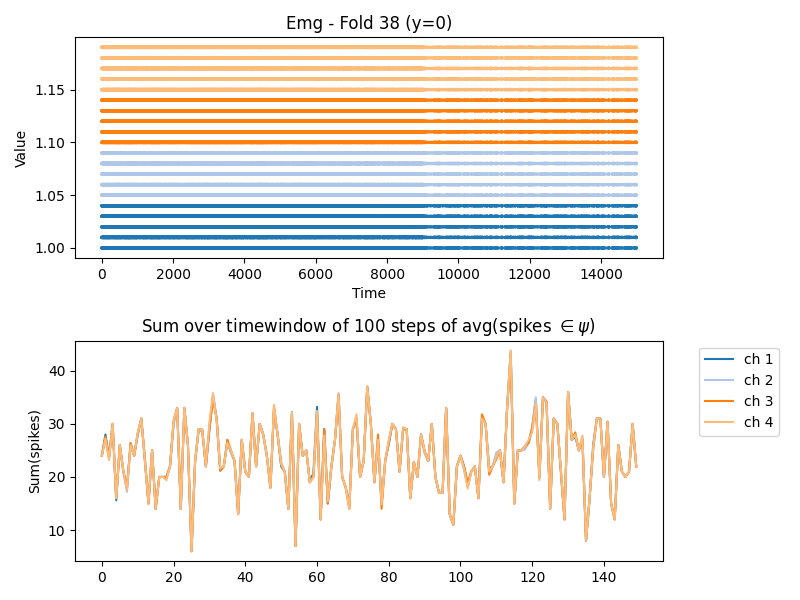 Emg - Fold 38 (y=0)
Value
1.15
1.10
1.05
1.00
0 2000 4000 6000 8000 10000 12000 14000
Time
Sum over timewindow of 100 steps of avg(spikes ∈ψ)
Sum(spikes)
40
30
20
10
0 20 40 60 80 100 120 140
ch 1
ch 2
ch 3
ch 4